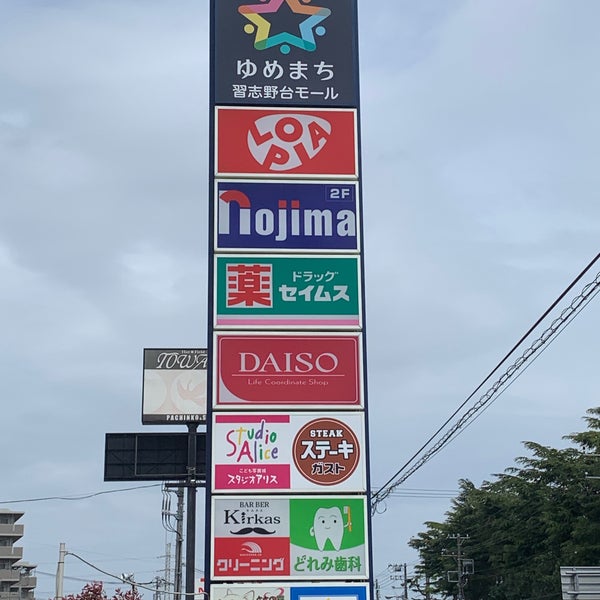 ゆめまち
習志野台モール
LOPIA
2F
nojima
薬
ドラッグ
セイムス
DAISO
Life Coordinate Shop
TOWA
PACHINKO
Studio
Alice
こども写真城
スタジオアリス
STEAK
ステーキ
ガスト
BAR·BER
Kirkas
クリーニング
どれみ歯科